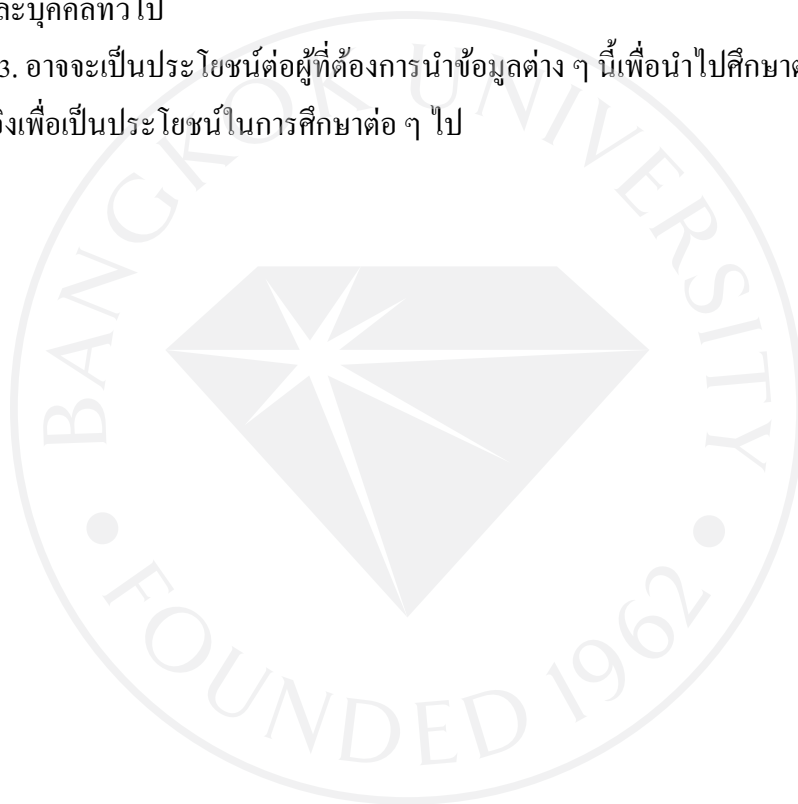 ละบุคคลทั่วไป
3. อาจจะเป็นประโยชน์ต่อผู้ที่ต้องการนำข้อมูลต่าง ๆ นี้เพื่อนำไปศึกษา
เพื่อเป็นประโยชน์ในการศึกษาต่อ ๆ ไป
BANGKOK UNIVERSITY
FOUNDED 1962